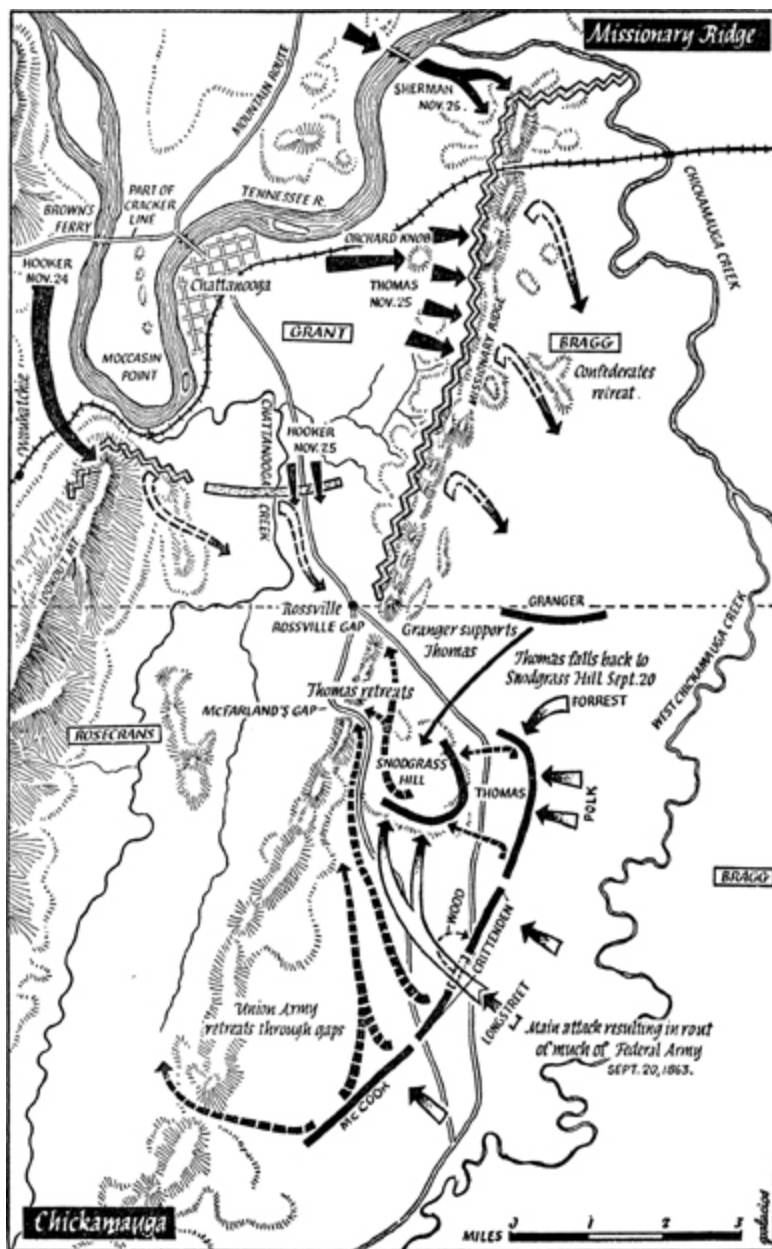 Missionary Ridge
SHERMAN
NOV. 25.
MOUNTAIN ROUTE
TENNESSEE R.
PART OF
CRACKER
LINE
BROWN'S
FERRY
HOOKER
NOV. 24
Chattanooga
ORCHARD KNOB
THOMAS
NOV. 25
CHICKAMAUGA CREEK
GRANT
MISSIONARY RIDGE
BRAGG
Confederates
retreat.
MOCCASIN
POINT
Wauhatchie
CHATTANOOGA
CREEK
HOOKER
NOV. 25
LOOKOUT MT.
Rossville
ROSSVILLE GAP
GRANGER
Granger supports
Thomas
Thomas falls back to
Snodgrass Hill Sept. 20
FORREST
WEST CHICKAMAUGA CREEK
Thomas retreats
McFARLAND'S GAP
ROSECRANS
SNODGRASS
HILL
THOMAS
POLK
BRAGG
WOOD
CRITTENDEN
LONGSTREET
Union Army
retreats through gaps
Main attack resulting in rout
of much of Federal Army
SEPT. 20, 1863.
McCOOK
Chickamauga
MILES
0 1 2 3
palacios